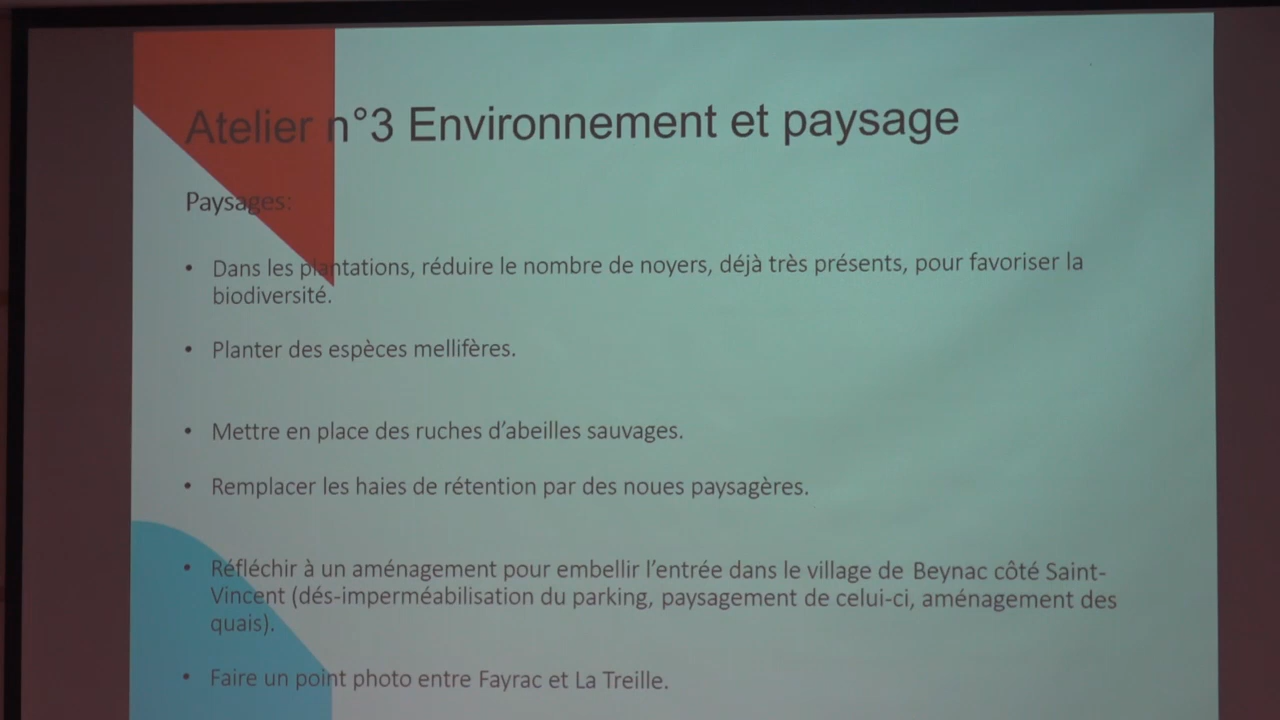 Atelier n°3 Environnement et paysage
Paysages:
• Dans les plantations, réduire le nombre de noyers, déjà très présents, pour favoriser la
biodiversité.
• Planter des espèces mellifères.
• Mettre en place des ruches d’abeilles sauvages.
• Remplacer les haies de rétention par des noues paysagères.
• Réfléchir à un aménagement pour embellir l’entrée dans le village de Beynac côté Saint-
Vincent (dés-imperméabilisation du parking, paysagement de celui-ci, aménagement des
quais).
• Faire un point photo entre Fayrac et La Treille.